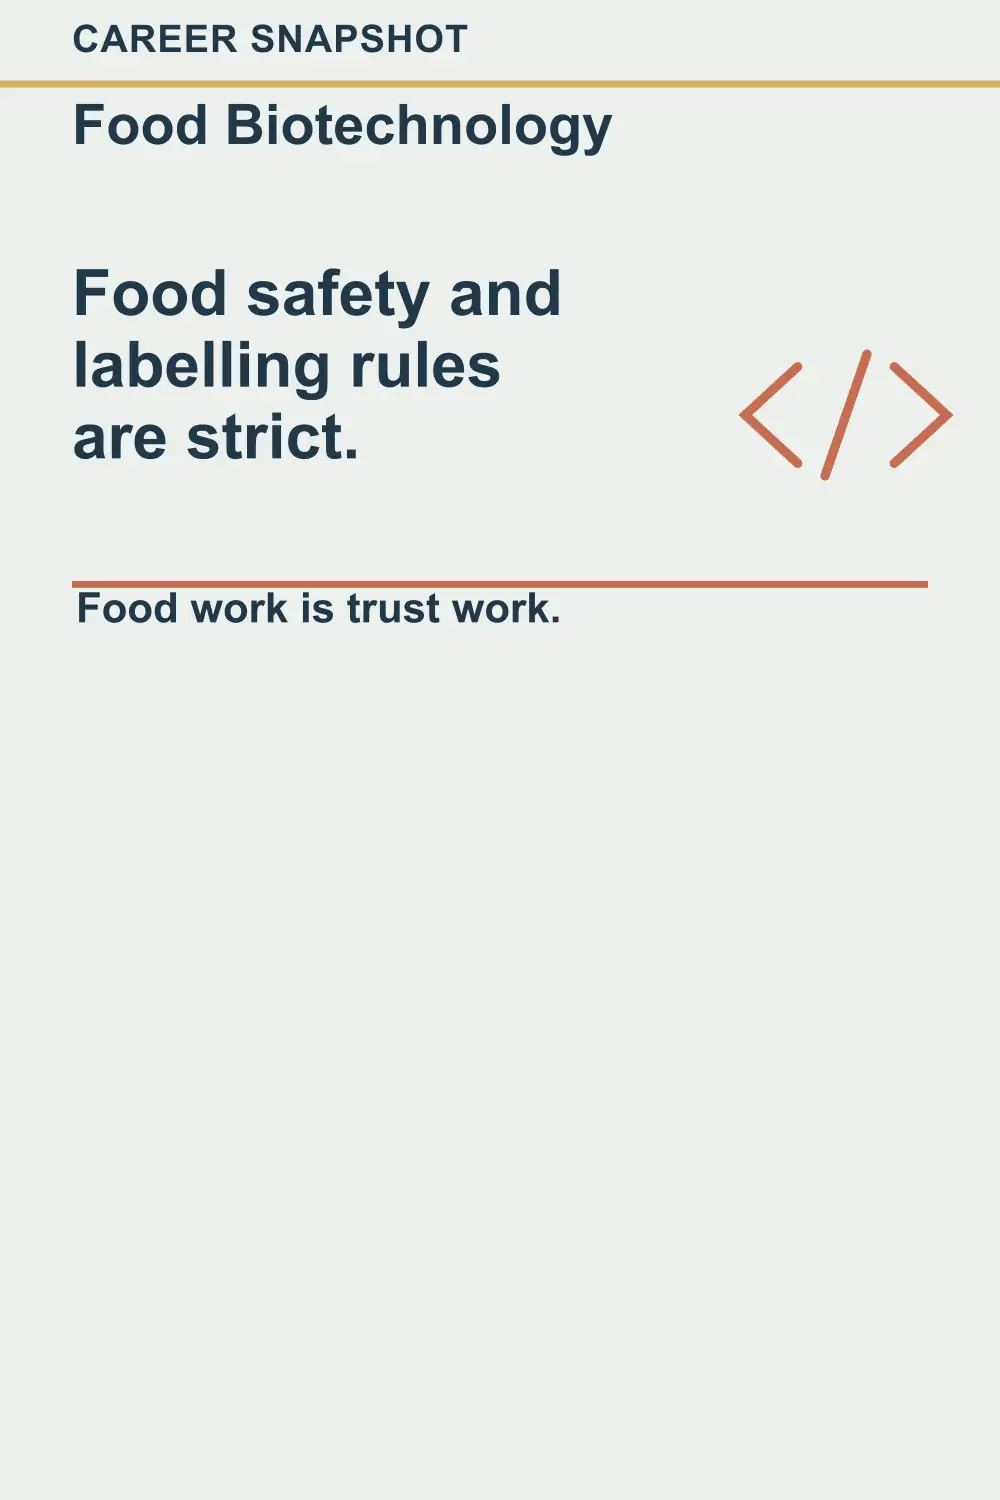 CAREER SNAPSHOT
Food Biotechnology
Food safety and
labelling rules
are strict.
</>
Food work is trust work.